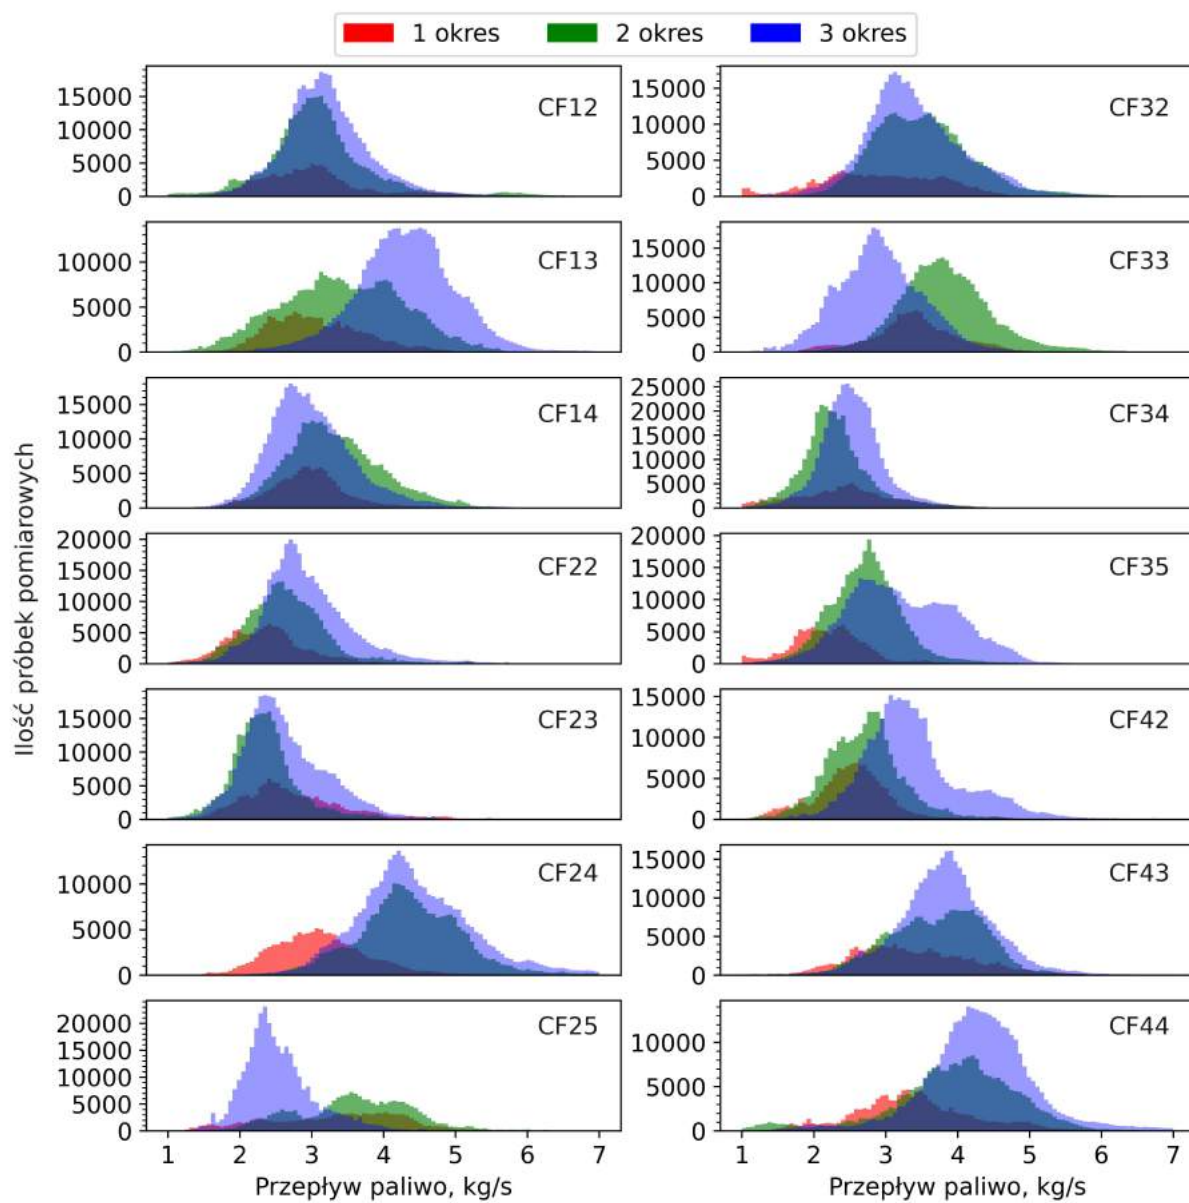 1 okres 2 okres 3 okres
15000 10000 5000 0 CF12
15000 10000 5000 0 CF32
10000 5000 0 CF13
15000 10000 5000 0 CF33
15000 10000 5000 0 CF14
25000 20000 15000 10000 5000 0 CF34
20000 15000 10000 5000 0 CF22
20000 15000 10000 5000 0 CF35
15000 10000 5000 0 CF23
15000 10000 5000 0 CF42
10000 5000 0 CF24
15000 10000 5000 0 CF43
20000 15000 10000 5000 0 CF25
10000 5000 0 CF44
Ilość próbek pomiarowych
1 2 3 4 5 6 7
1 2 3 4 5 6 7
Przepływ paliwo, kg/s
Przepływ paliwo, kg/s